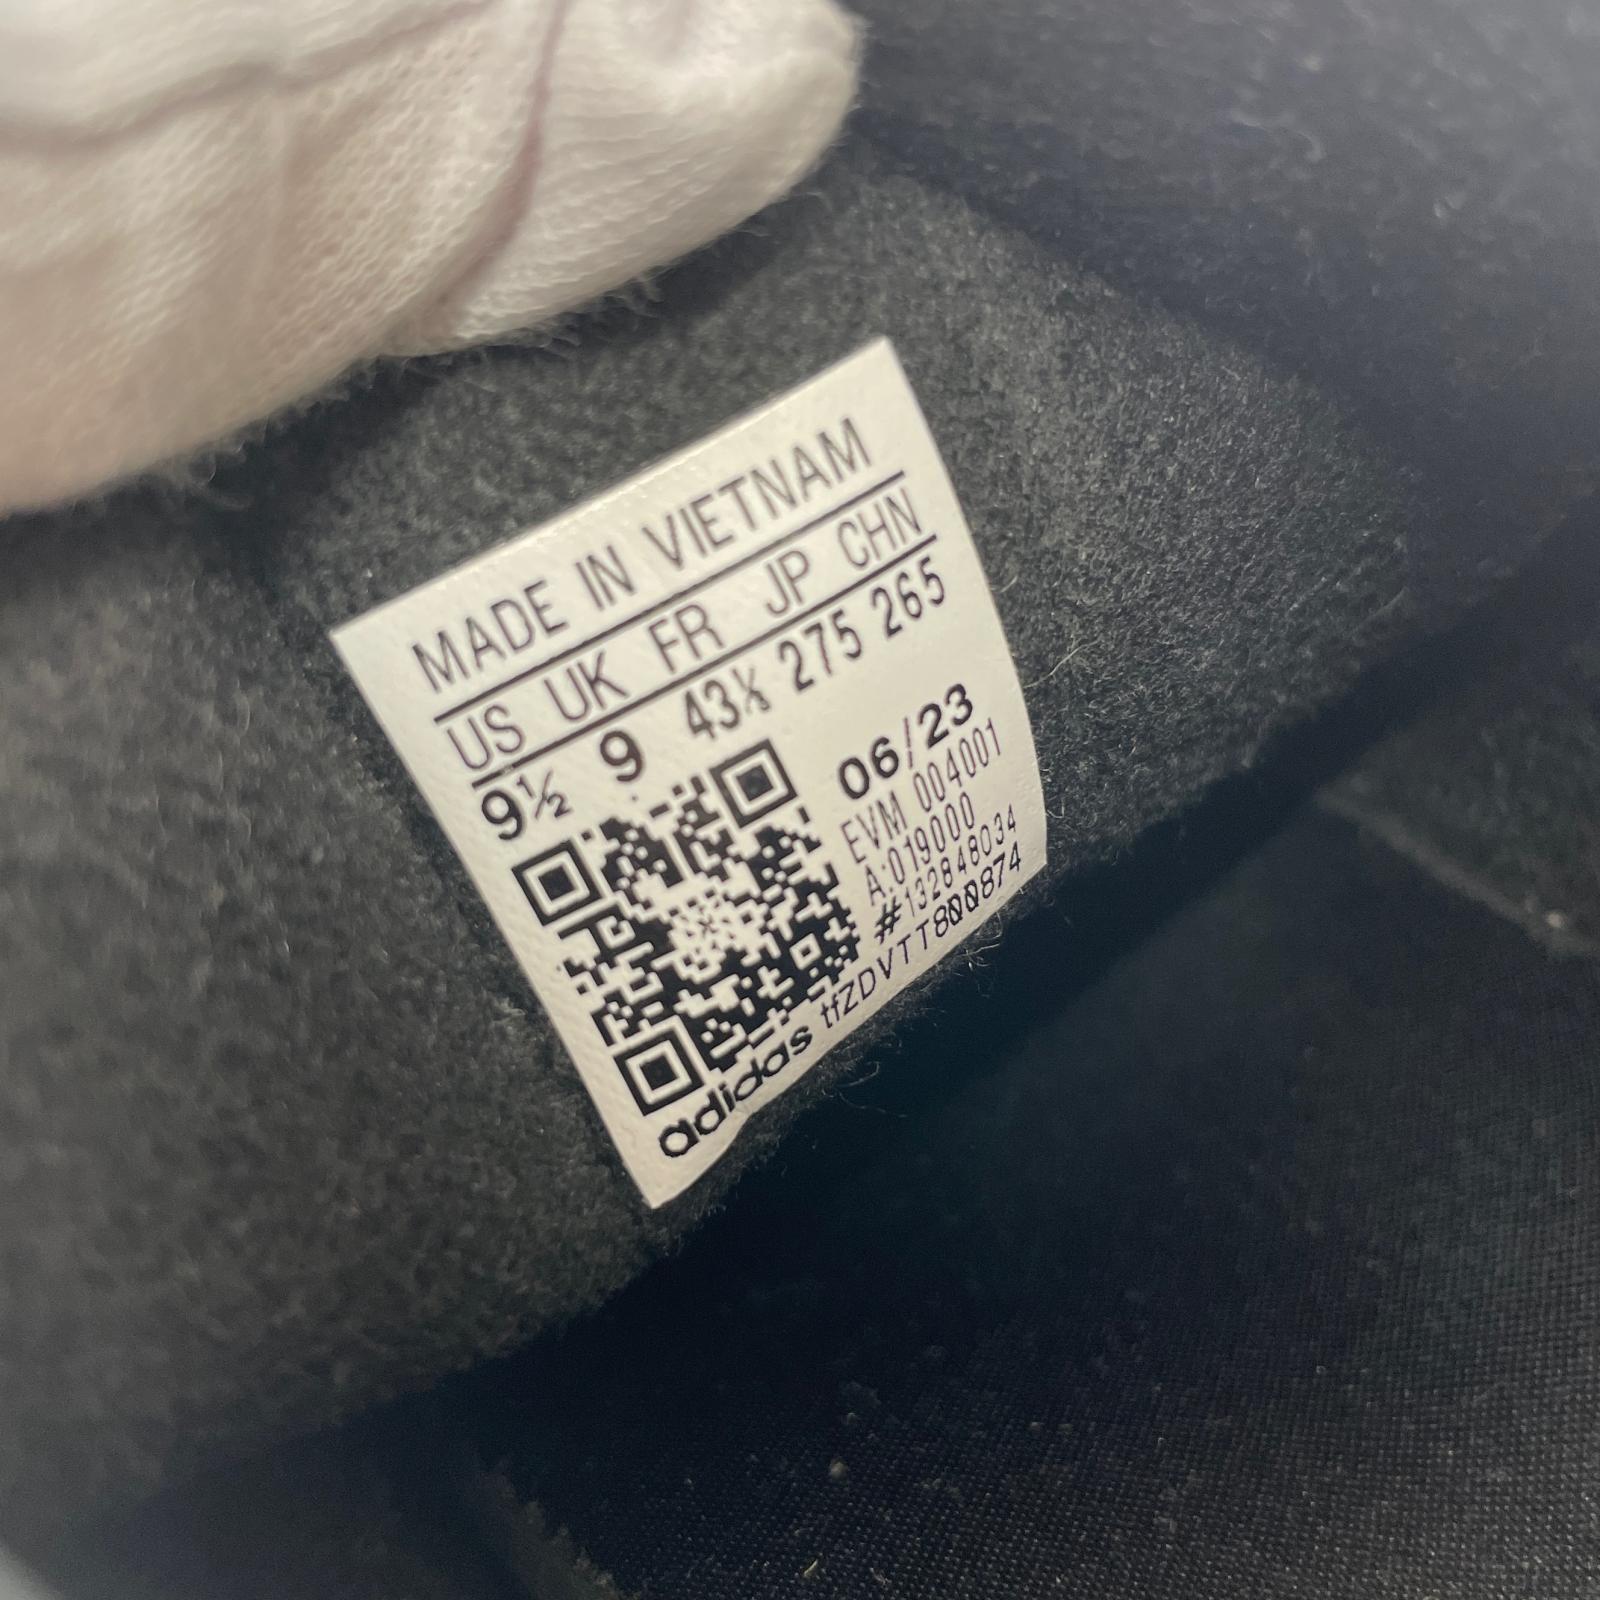 MADE IN VIETNAM
US UK FR JP CHN
9½ 9 43⅓ 275 265
06/23
EVM 004001
A:019000
#132848034
adidas tfZDVTT800874